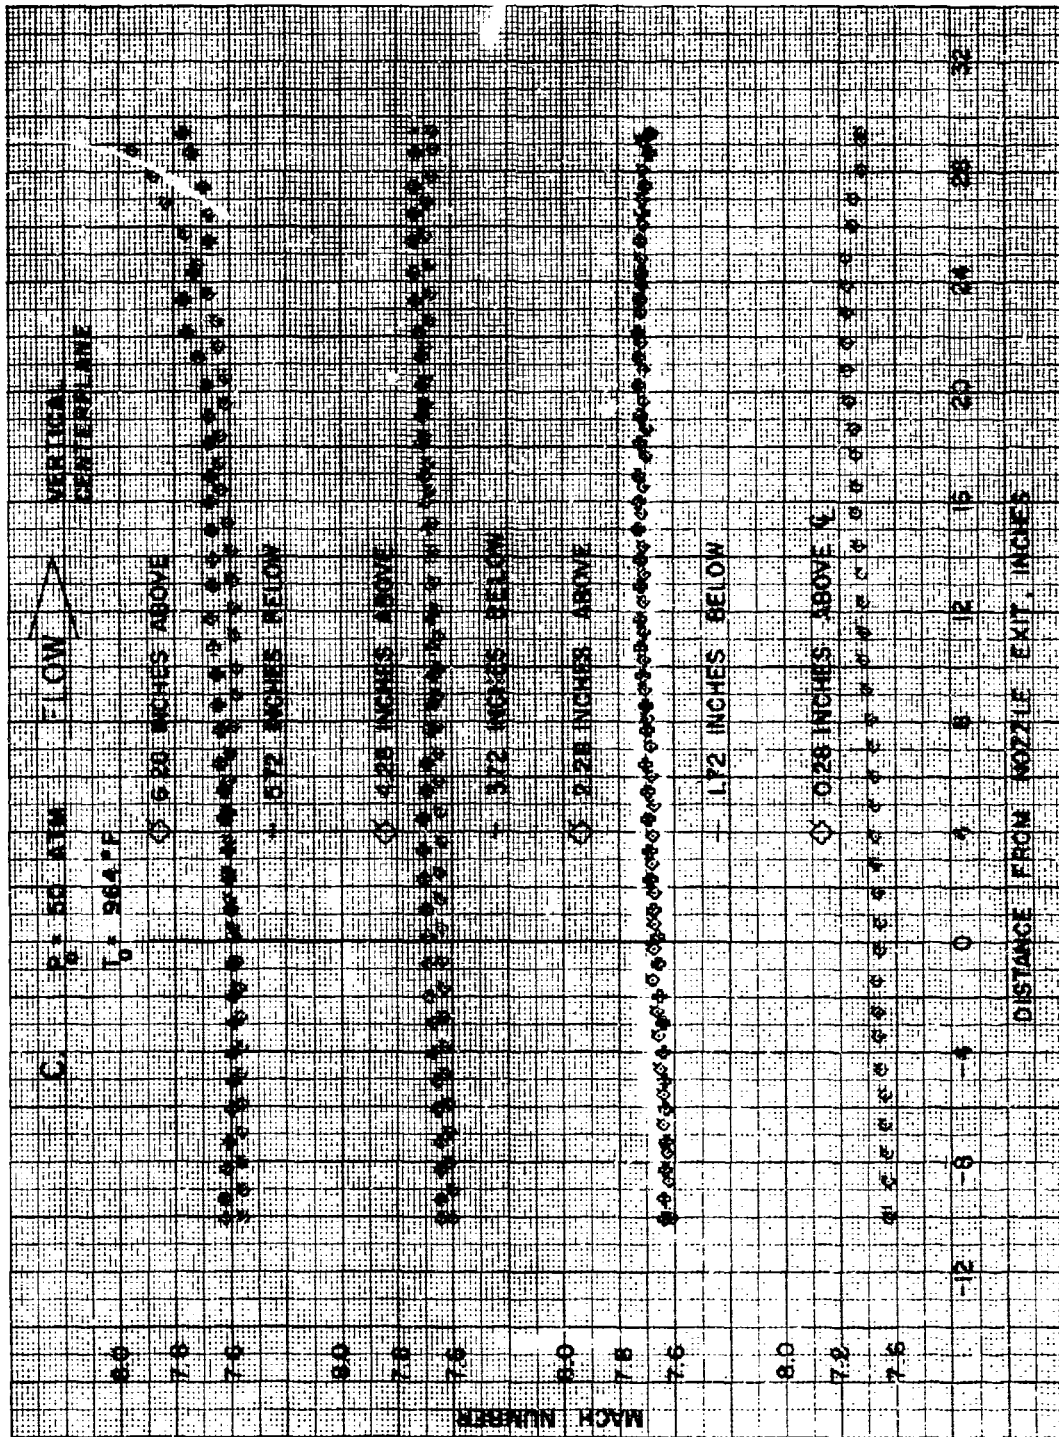 C. P₀ = 50 ATM FLOW VERTICAL
T₀ = 964 °F CENTERPLANE
6.28 INCHES ABOVE
5.72 INCHES BELOW
4.28 INCHES ABOVE
3.72 INCHES BELOW
2.28 INCHES ABOVE
1.72 INCHES BELOW
0.28 INCHES ABOVE ℄
MACH NUMBER
8.0
7.8
7.6
8.0
7.8
7.6
8.0
7.8
7.6
8.0
7.8
7.6
-12 -8 -4 0 4 8 12 16 20 24 28 32
DISTANCE FROM NOZZLE EXIT, INCHES